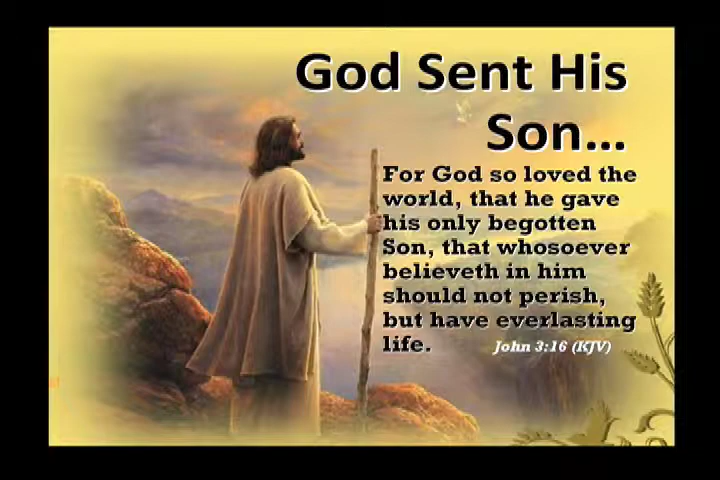 God Sent His
Son...
For God so loved the
world, that he gave
his only begotten
Son, that whosoever
believeth in him
should not perish,
but have everlasting
life.
John 3:16 (KJV)